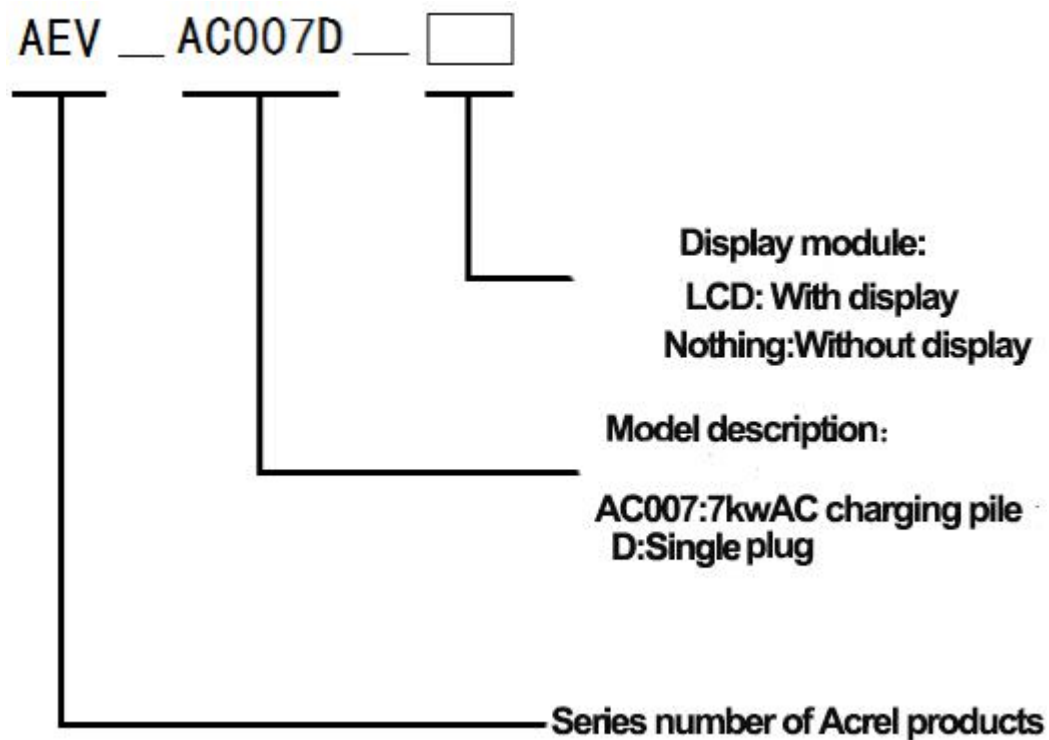 AEV — AC007D —
Display module:
LCD: With display
Nothing:Without display
Model description:
AC007:7kwAC charging pile
D:Single plug
Series number of Acrel products